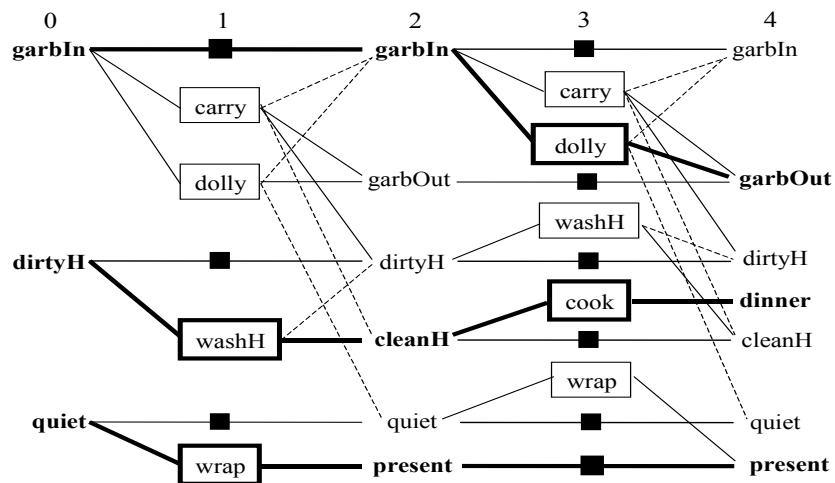 0 1 2 3 4
garbIn garbIn garbIn
carry carry
dolly dolly
garbOut garbOut
washH
dirtyH dirtyH dirtyH
cook dinner
washH cleanH cleanH
wrap
quiet quiet quiet
wrap present present